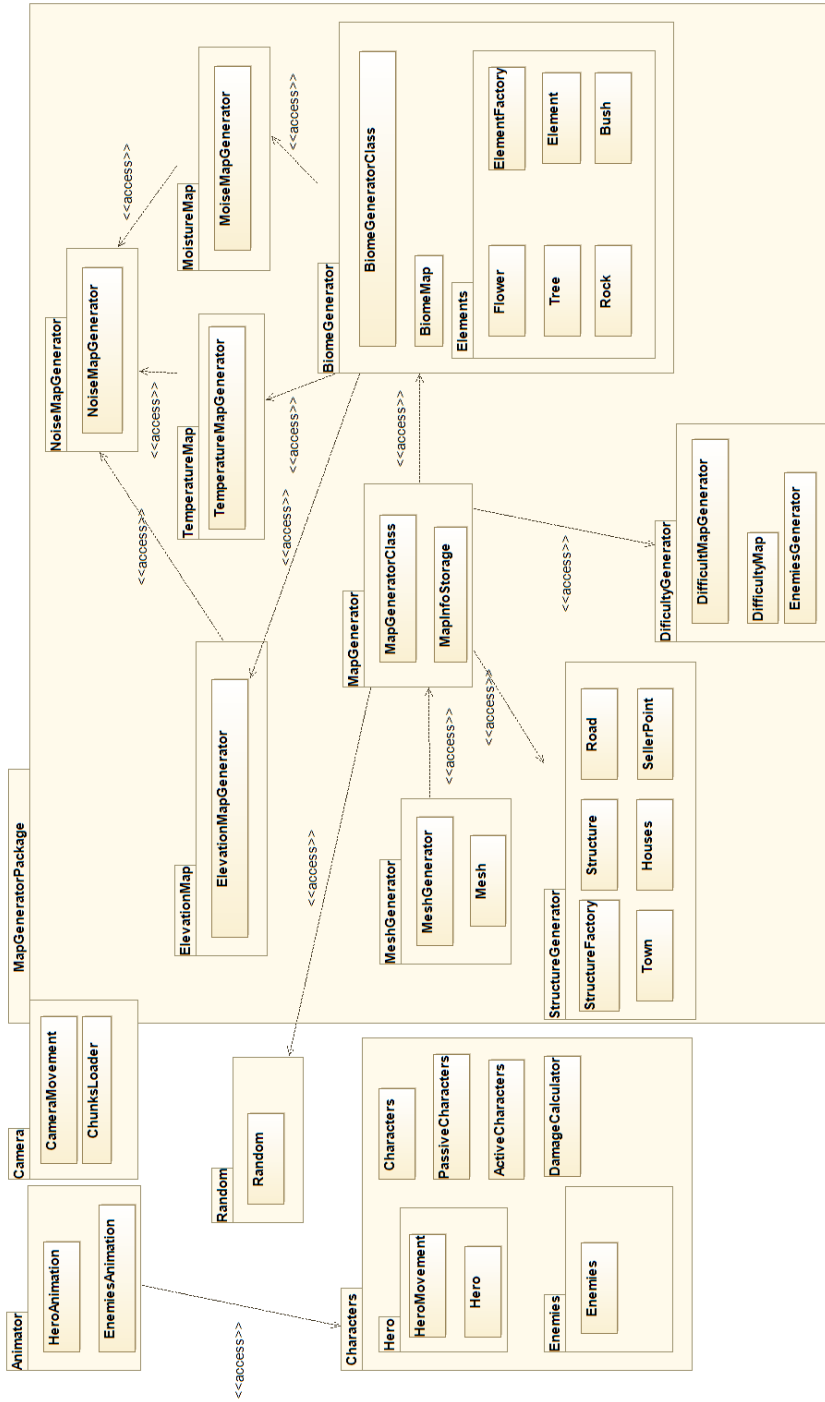 Animator
HeroAnimation
EnemiesAnimation
Camera
CameraMovement
ChunksLoader
MapGeneratorPackage
NoiseMapGenerator
NoiseMapGenerator
<<access>>
<<access>>
<<access>>
ElevationMap
ElevationMapGenerator
TemperatureMap
TemperatureMapGenerator
MoistureMap
MoiseMapGenerator
<<access>>
<<access>>
<<access>>
<<access>>
Random
Random
<<access>>
BiomeGenerator
BiomeGeneratorClass
BiomeMap
Elements
Flower
ElementFactory
Tree
Element
Rock
Bush
<<access>>
MapGenerator
MapGeneratorClass
MapInfoStorage
MeshGenerator
MeshGenerator
Mesh
<<access>>
<<access>>
<<access>>
Characters
Hero
HeroMovement
Hero
Characters
PassiveCharacters
ActiveCharacters
DamageCalculator
Enemies
Enemies
StructureGenerator
StructureFactory
Structure
Road
Town
Houses
SellerPoint
DificultyGenerator
DifficultMapGenerator
DifficultyMap
EnemiesGenerator